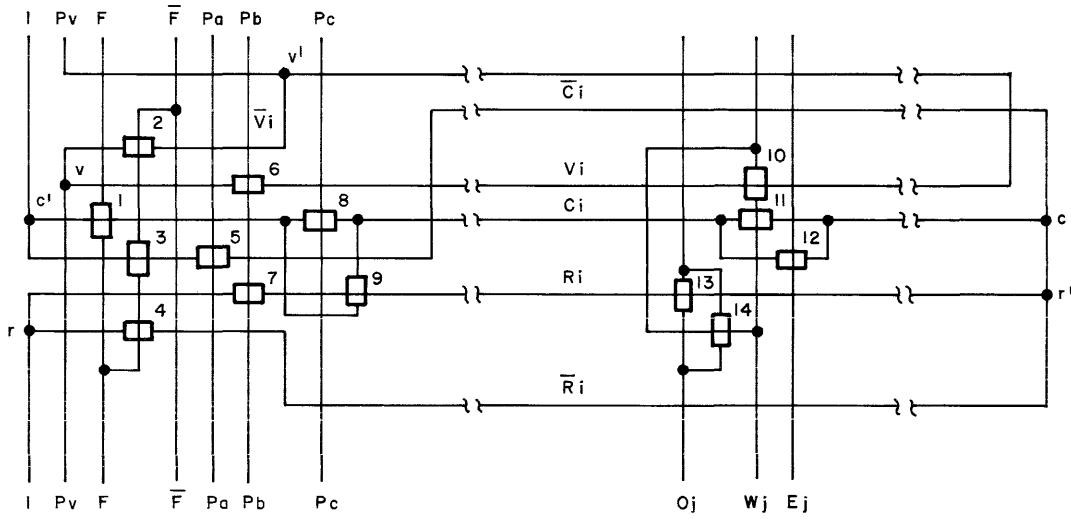 I Pv F F̅ Pa Pb Pc
v'
C̅i
2 V̅i
10
v 6 Vi
c' 1 8 Ci 11 c
3 5 12
7 9 Ri 13 r'
r 4 14
R̅i
I Pv F F̅ Pa Pb Pc Oj Wj Ej